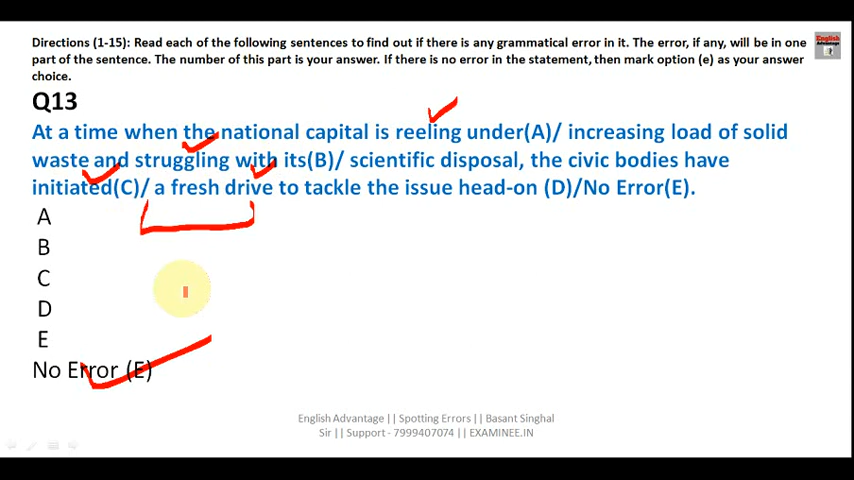 Directions (1-15): Read each of the following sentences to find out if there is any grammatical error in it. The error, if any, will be in one
part of the sentence. The number of this part is your answer. If there is no error in the statement, then mark option (e) as your answer
choice.
English
Advantage
Q13
At a time when the national capital is reeling under(A)/ increasing load of solid
waste and struggling with its(B)/ scientific disposal, the civic bodies have
initiated(C)/ a fresh drive to tackle the issue head-on (D)/No Error(E).
A
B
C
D
E
No Error (E)
English Advantage || Spotting Errors || Basant Singhal
Sir || Support - 7999407074 || EXAMINEE.IN